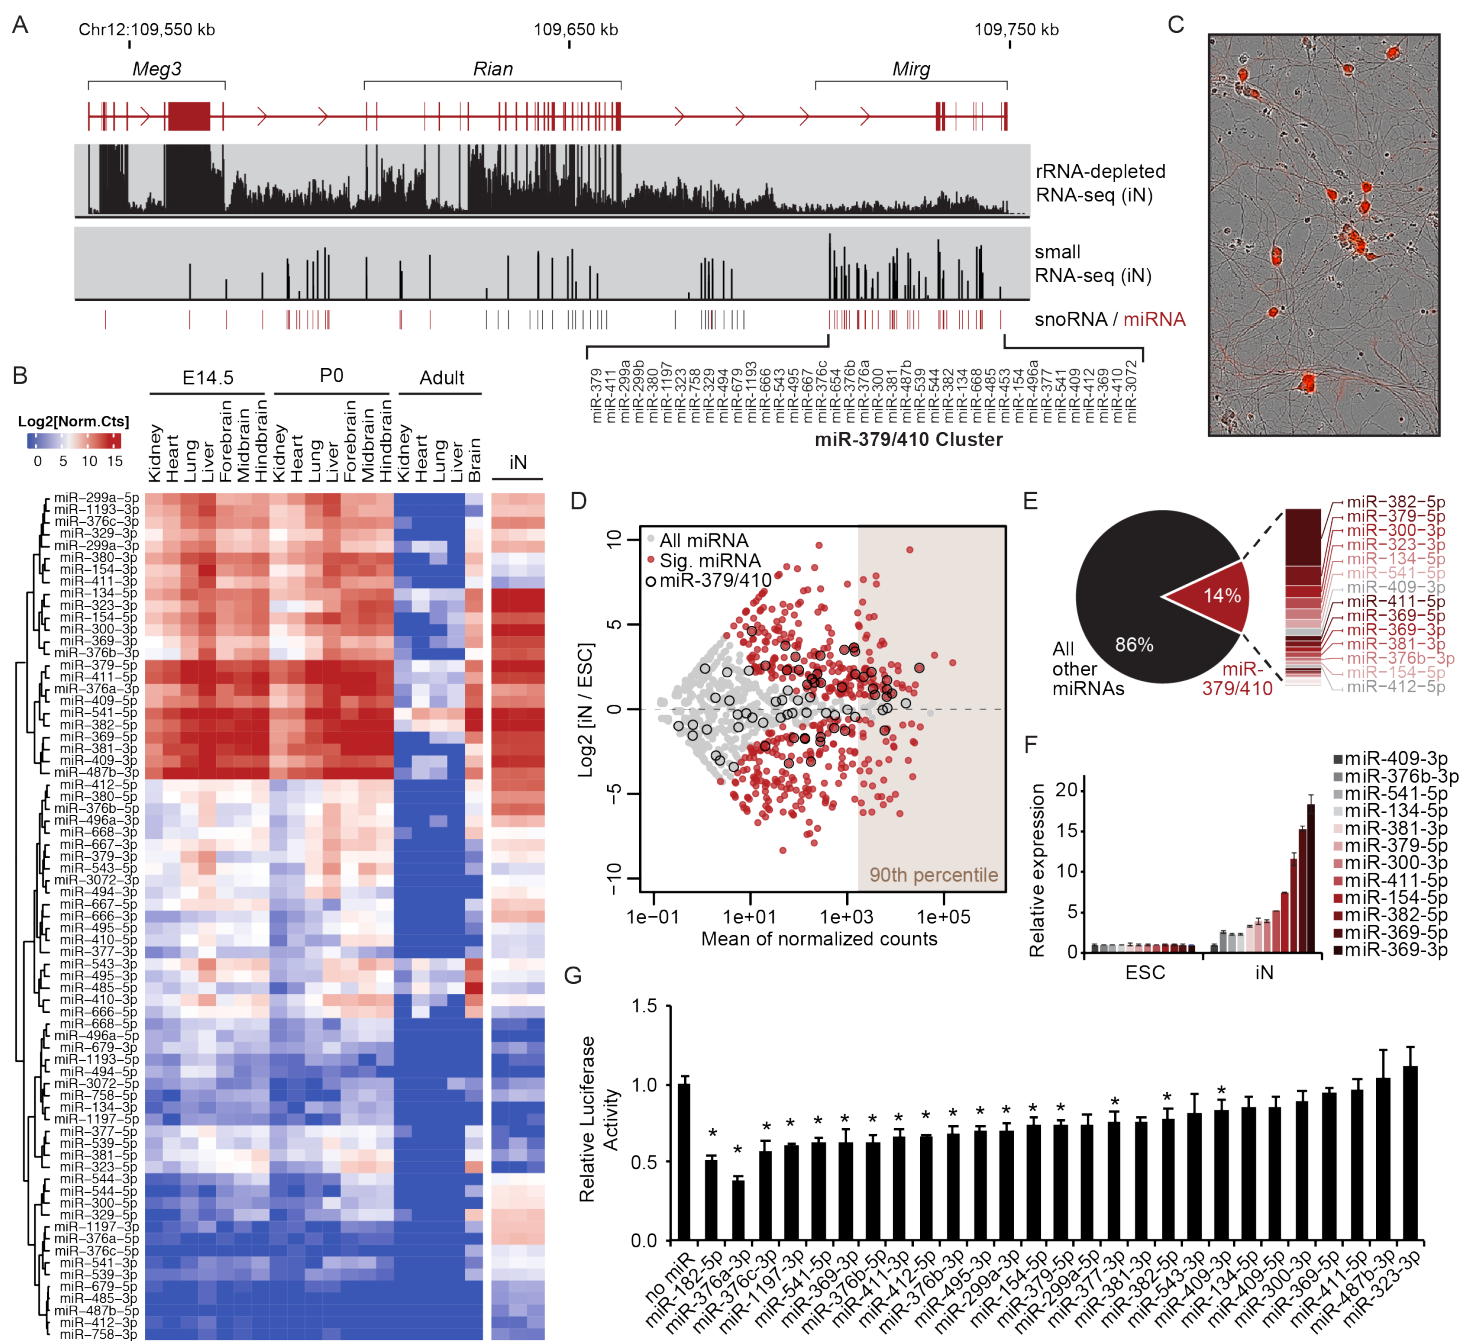 A
Chr12:109,550 kb
109,650 kb
109,750 kb
Meg3
Rian
Mirg
rRNA-depleted
RNA-seq (iN)
small
RNA-seq (iN)
snoRNA / miRNA
miR-379
miR-411
miR-299a
miR-299b
miR-380
miR-1197
miR-323
miR-758
miR-329
miR-494
miR-679
miR-1193
miR-666
miR-543
miR-495
miR-667
miR-376c
miR-654
miR-376b
miR-376a
miR-300
miR-381
miR-487b
miR-539
miR-544
miR-382
miR-134
miR-668
miR-485
miR-453
miR-154
miR-496a
miR-377
miR-541
miR-409
miR-412
miR-369
miR-410
miR-3072
miR-379/410 Cluster
B
Log2[Norm.Cts]
0 5 10 15
E14.5
P0
Adult
iN
Kidney
Heart
Lung
Liver
Forebrain
Midbrain
Hindbrain
Kidney
Heart
Lung
Liver
Forebrain
Midbrain
Hindbrain
Kidney
Heart
Lung
Liver
Brain
miR-299a-5p
miR-1193-3p
miR-376c-3p
miR-329-3p
miR-299a-3p
miR-380-3p
miR-154-3p
miR-411-3p
miR-134-5p
miR-323-3p
miR-154-5p
miR-300-3p
miR-369-3p
miR-376b-3p
miR-379-5p
miR-411-5p
miR-376a-3p
miR-409-5p
miR-541-5p
miR-382-5p
miR-369-5p
miR-381-3p
miR-409-3p
miR-487b-3p
miR-412-5p
miR-380-5p
miR-376b-5p
miR-496a-3p
miR-668-3p
miR-667-3p
miR-379-3p
miR-543-5p
miR-3072-3p
miR-494-3p
miR-667-5p
miR-666-3p
miR-495-5p
miR-410-5p
miR-377-3p
miR-543-3p
miR-495-3p
miR-485-5p
miR-410-3p
miR-666-5p
miR-668-5p
miR-496a-5p
miR-679-3p
miR-1193-5p
miR-494-5p
miR-3072-5p
miR-758-5p
miR-134-3p
miR-1197-5p
miR-377-5p
miR-539-5p
miR-381-5p
miR-323-5p
miR-544-3p
miR-544-5p
miR-300-5p
miR-329-5p
miR-1197-3p
miR-376a-5p
miR-376c-5p
miR-541-3p
miR-539-3p
miR-679-5p
miR-485-3p
miR-487b-5p
miR-412-3p
miR-758-3p
C
D
Log2 [iN / ESC]
10
5
0
−5
−10
All miRNA
Sig. miRNA
miR-379/410
90th percentile
1e−01 1e+01 1e+03 1e+05
Mean of normalized counts
E
14%
86%
All
other
miRNAs
miR-
379/410
miR-382-5p
miR-379-5p
miR-300-3p
miR-323-3p
miR-134-5p
miR-541-5p
miR-409-3p
miR-411-5p
miR-369-5p
miR-369-3p
miR-381-3p
miR-376b-3p
miR-154-5p
miR-412-5p
F
Relative expression
20
15
10
5
0
ESC
iN
miR-409-3p
miR-376b-3p
miR-541-5p
miR-134-5p
miR-381-3p
miR-379-5p
miR-300-3p
miR-411-5p
miR-154-5p
miR-382-5p
miR-369-5p
miR-369-3p
G
Relative Luciferase
Activity
1.5
1.0
0.5
0.0
* * * * * * * * * * * * * * * * *
no miR
miR-182-5p
miR-376a-3p
miR-376c-3p
miR-1197-3p
miR-541-5p
miR-369-3p
miR-376b-5p
miR-411-3p
miR-412-5p
miR-376b-3p
miR-495-3p
miR-299a-3p
miR-154-5p
miR-379-5p
miR-299a-5p
miR-377-3p
miR-381-3p
miR-382-5p
miR-543-3p
miR-409-3p
miR-134-5p
miR-409-5p
miR-300-3p
miR-369-5p
miR-411-5p
miR-487b-3p
miR-323-3p